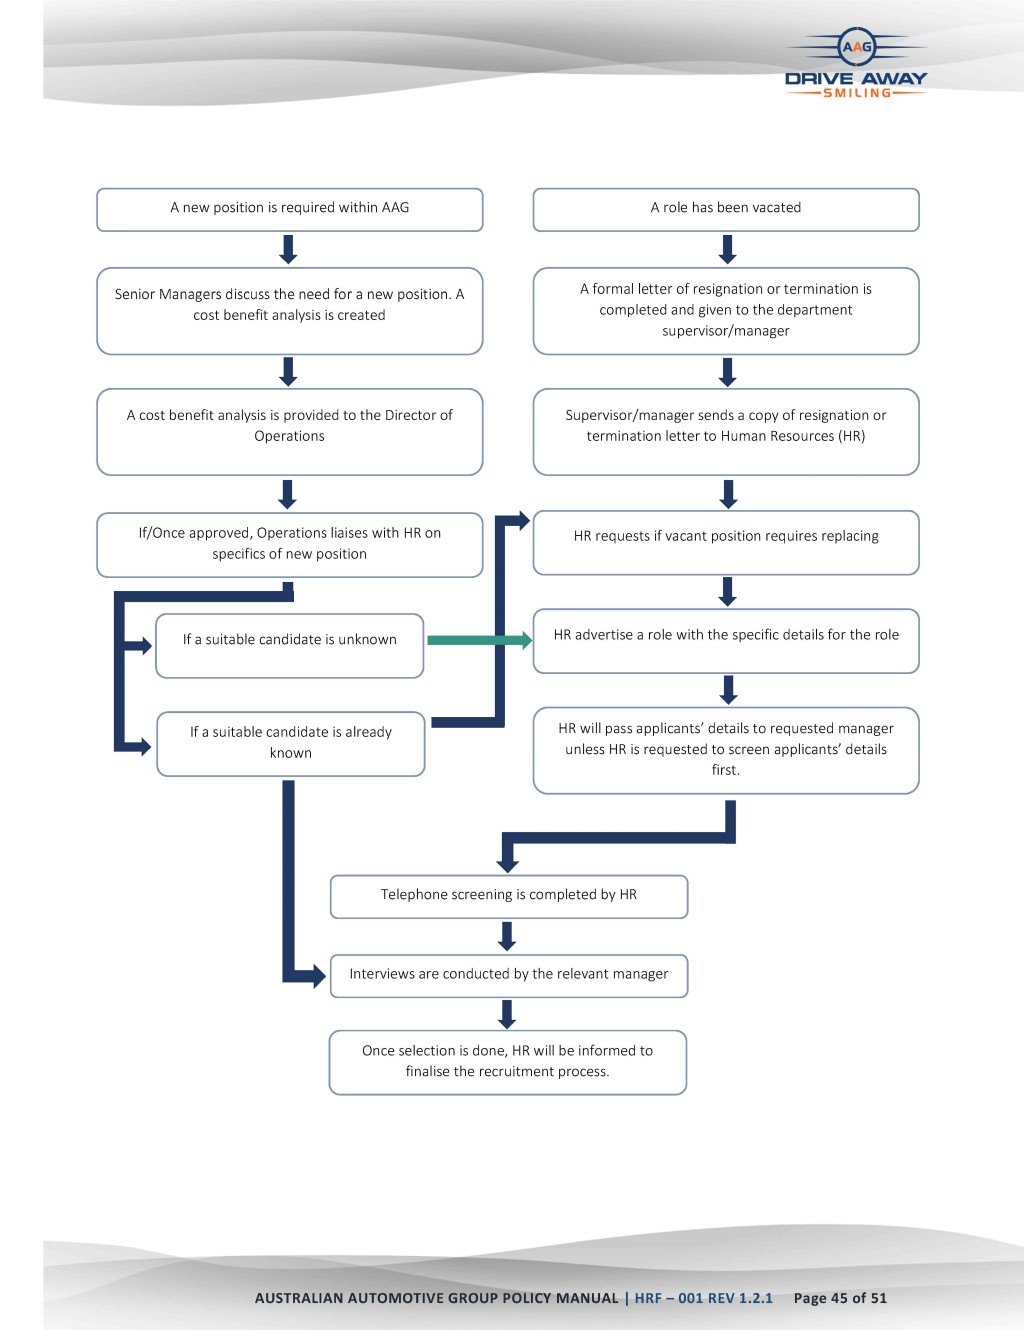 AAG
DRIVE AWAY
SMILING
A new position is required within AAG
Senior Managers discuss the need for a new position. A
cost benefit analysis is created
A cost benefit analysis is provided to the Director of
Operations
If/Once approved, Operations liaises with HR on
specifics of new position
If a suitable candidate is unknown
If a suitable candidate is already
known
A role has been vacated
A formal letter of resignation or termination is
completed and given to the department
supervisor/manager
Supervisor/manager sends a copy of resignation or
termination letter to Human Resources (HR)
HR requests if vacant position requires replacing
HR advertise a role with the specific details for the role
HR will pass applicants’ details to requested manager
unless HR is requested to screen applicants’ details
first.
Telephone screening is completed by HR
Interviews are conducted by the relevant manager
Once selection is done, HR will be informed to
finalise the recruitment process.
AUSTRALIAN AUTOMOTIVE GROUP POLICY MANUAL | HRF – 001 REV 1.2.1 Page 45 of 51